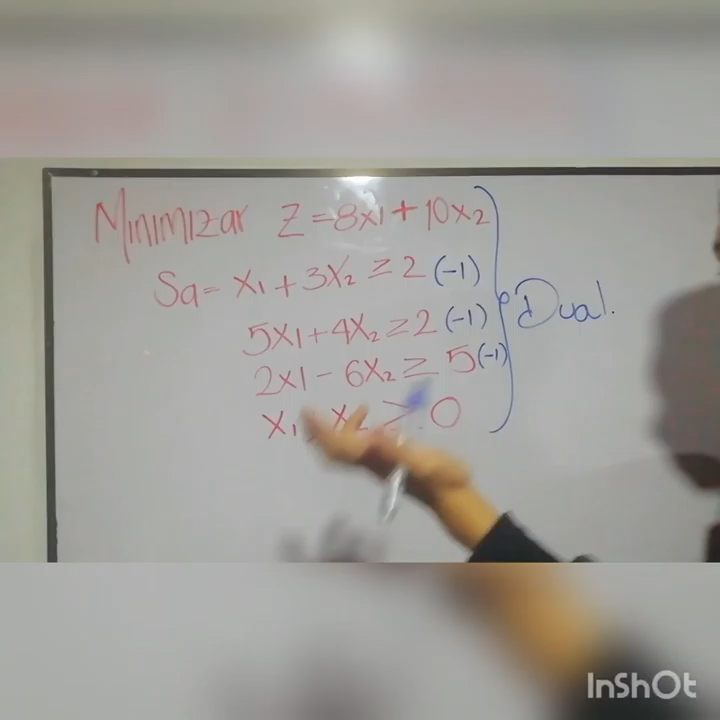 Minimizar Z = 8x1 + 10x2
Sa = x1 + 3x2 ≥ 2 (-1)
5x1 + 4x2 ≥ 2 (-1)
2x1 - 6x2 ≥ 5 (-1)
x1, x2 ≥ 0
Dual.
InShOt